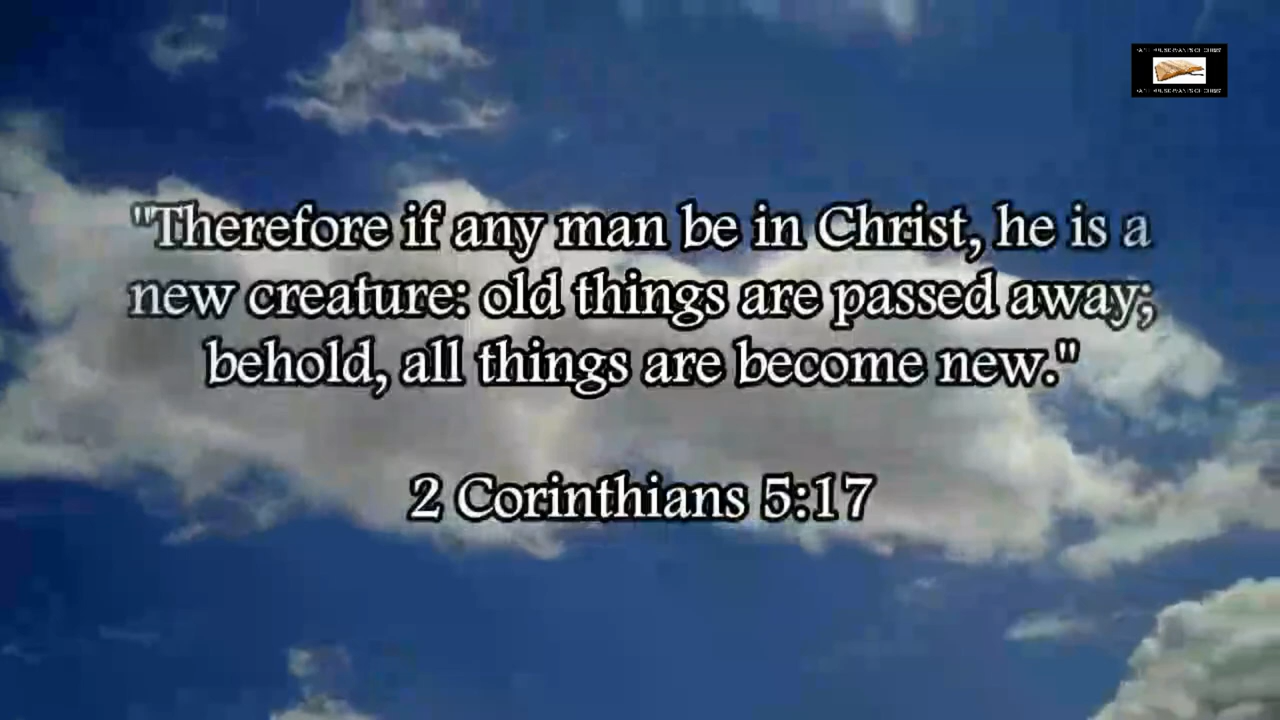 "Therefore if any man be in Christ, he is a
new creature: old things are passed away;
behold, all things are become new."
2 Corinthians 5:17